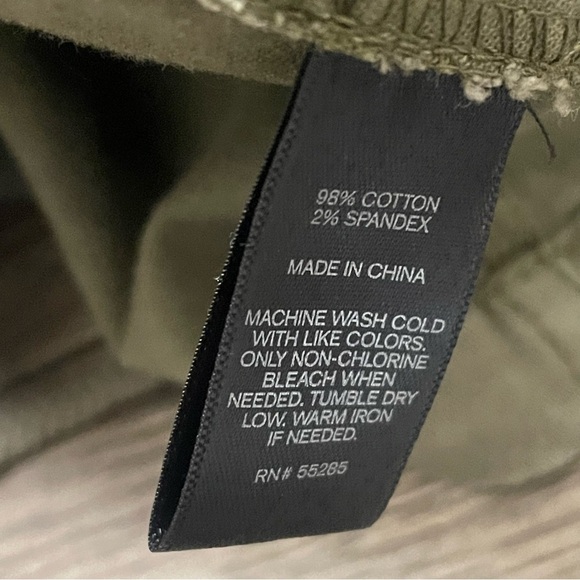 98% COTTON
2% SPANDEX
MADE IN CHINA
MACHINE WASH COLD
WITH LIKE COLORS.
ONLY NON-CHLORINE
BLEACH WHEN
NEEDED. TUMBLE DRY
LOW. WARM IRON
IF NEEDED.
RN# 55285